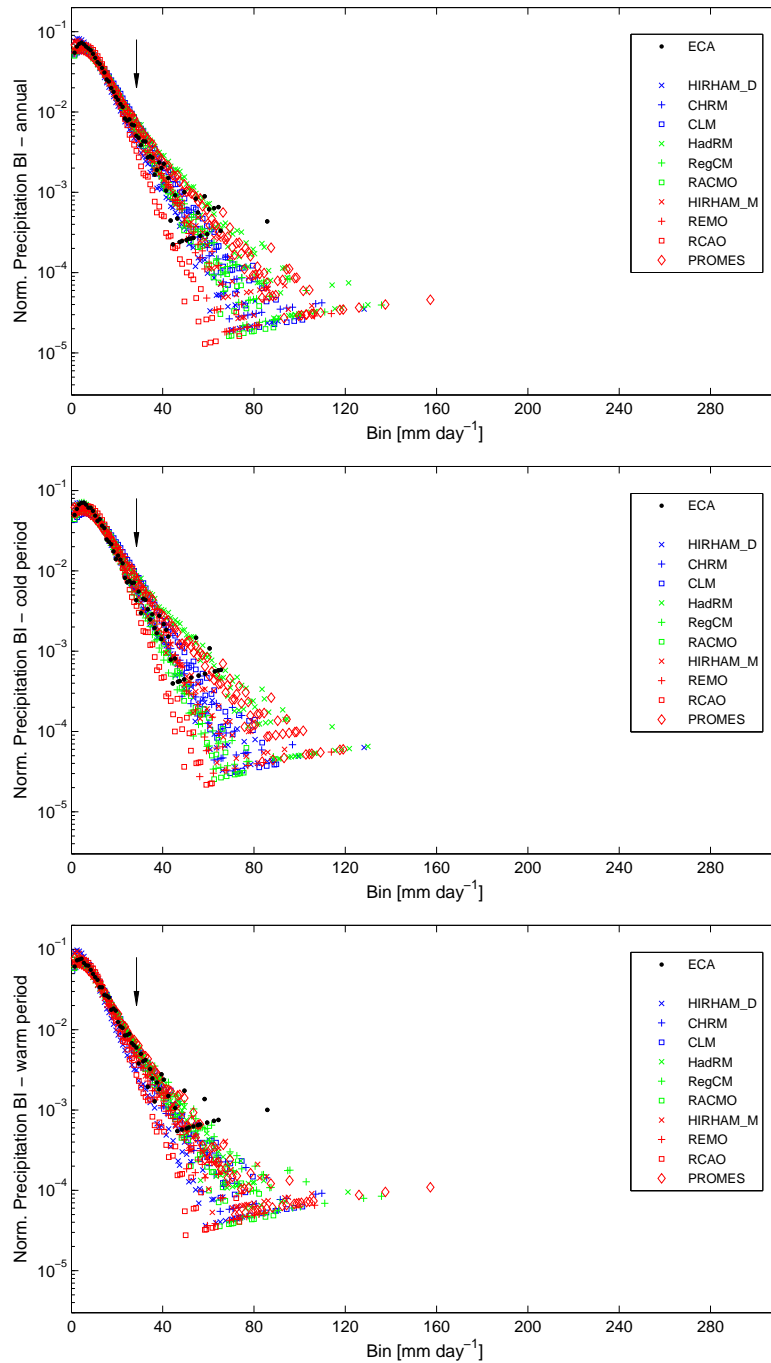 10⁻¹
10⁻²
10⁻³
10⁻⁴
10⁻⁵
Norm. Precipitation BI − annual
0 40 80 120 160 200 240 280
Bin [mm day⁻¹]
ECA
HIRHAM_D
CHRM
CLM
HadRM
RegCM
RACMO
HIRHAM_M
REMO
RCAO
PROMES
10⁻¹
10⁻²
10⁻³
10⁻⁴
10⁻⁵
Norm. Precipitation BI − cold period
0 40 80 120 160 200 240 280
Bin [mm day⁻¹]
ECA
HIRHAM_D
CHRM
CLM
HadRM
RegCM
RACMO
HIRHAM_M
REMO
RCAO
PROMES
10⁻¹
10⁻²
10⁻³
10⁻⁴
10⁻⁵
Norm. Precipitation BI − warm period
0 40 80 120 160 200 240 280
Bin [mm day⁻¹]
ECA
HIRHAM_D
CHRM
CLM
HadRM
RegCM
RACMO
HIRHAM_M
REMO
RCAO
PROMES